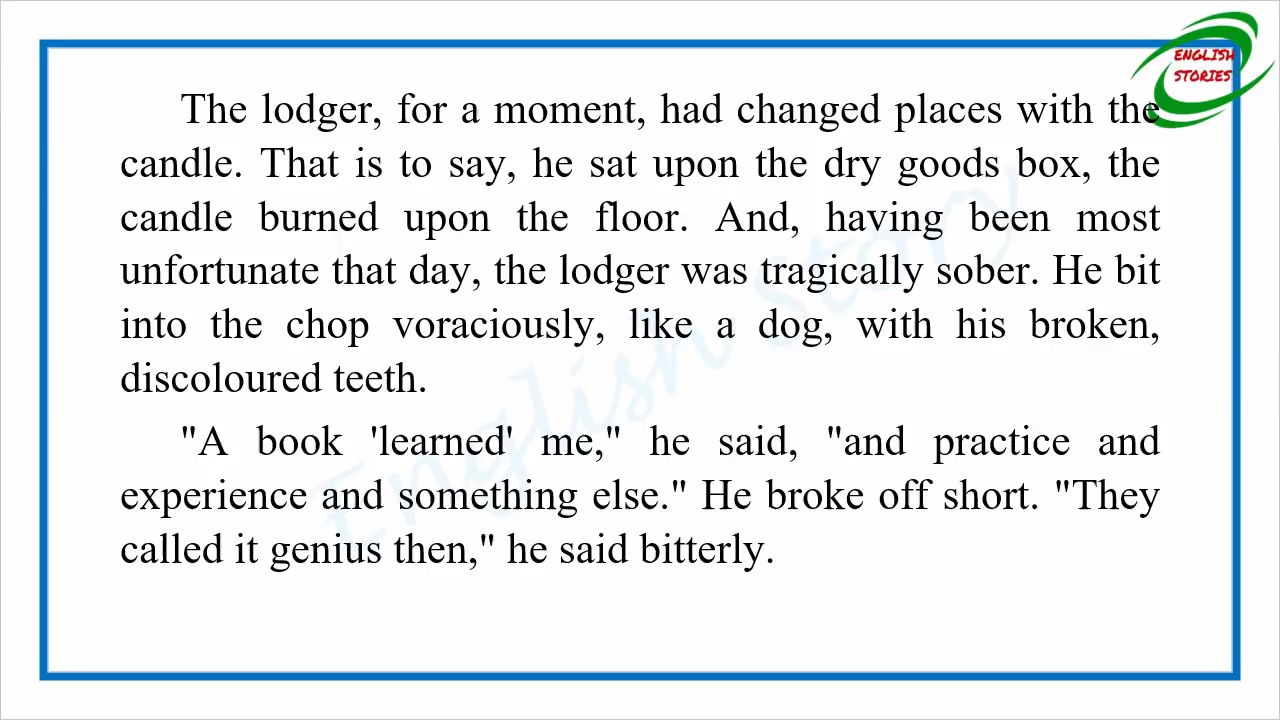 ENGLISH
STORIES
The lodger, for a moment, had changed places with the
candle. That is to say, he sat upon the dry goods box, the
candle burned upon the floor. And, having been most
unfortunate that day, the lodger was tragically sober. He bit
into the chop voraciously, like a dog, with his broken,
discoloured teeth.
"A book 'learned' me," he said, "and practice and
experience and something else." He broke off short. "They
called it genius then," he said bitterly.
English Story